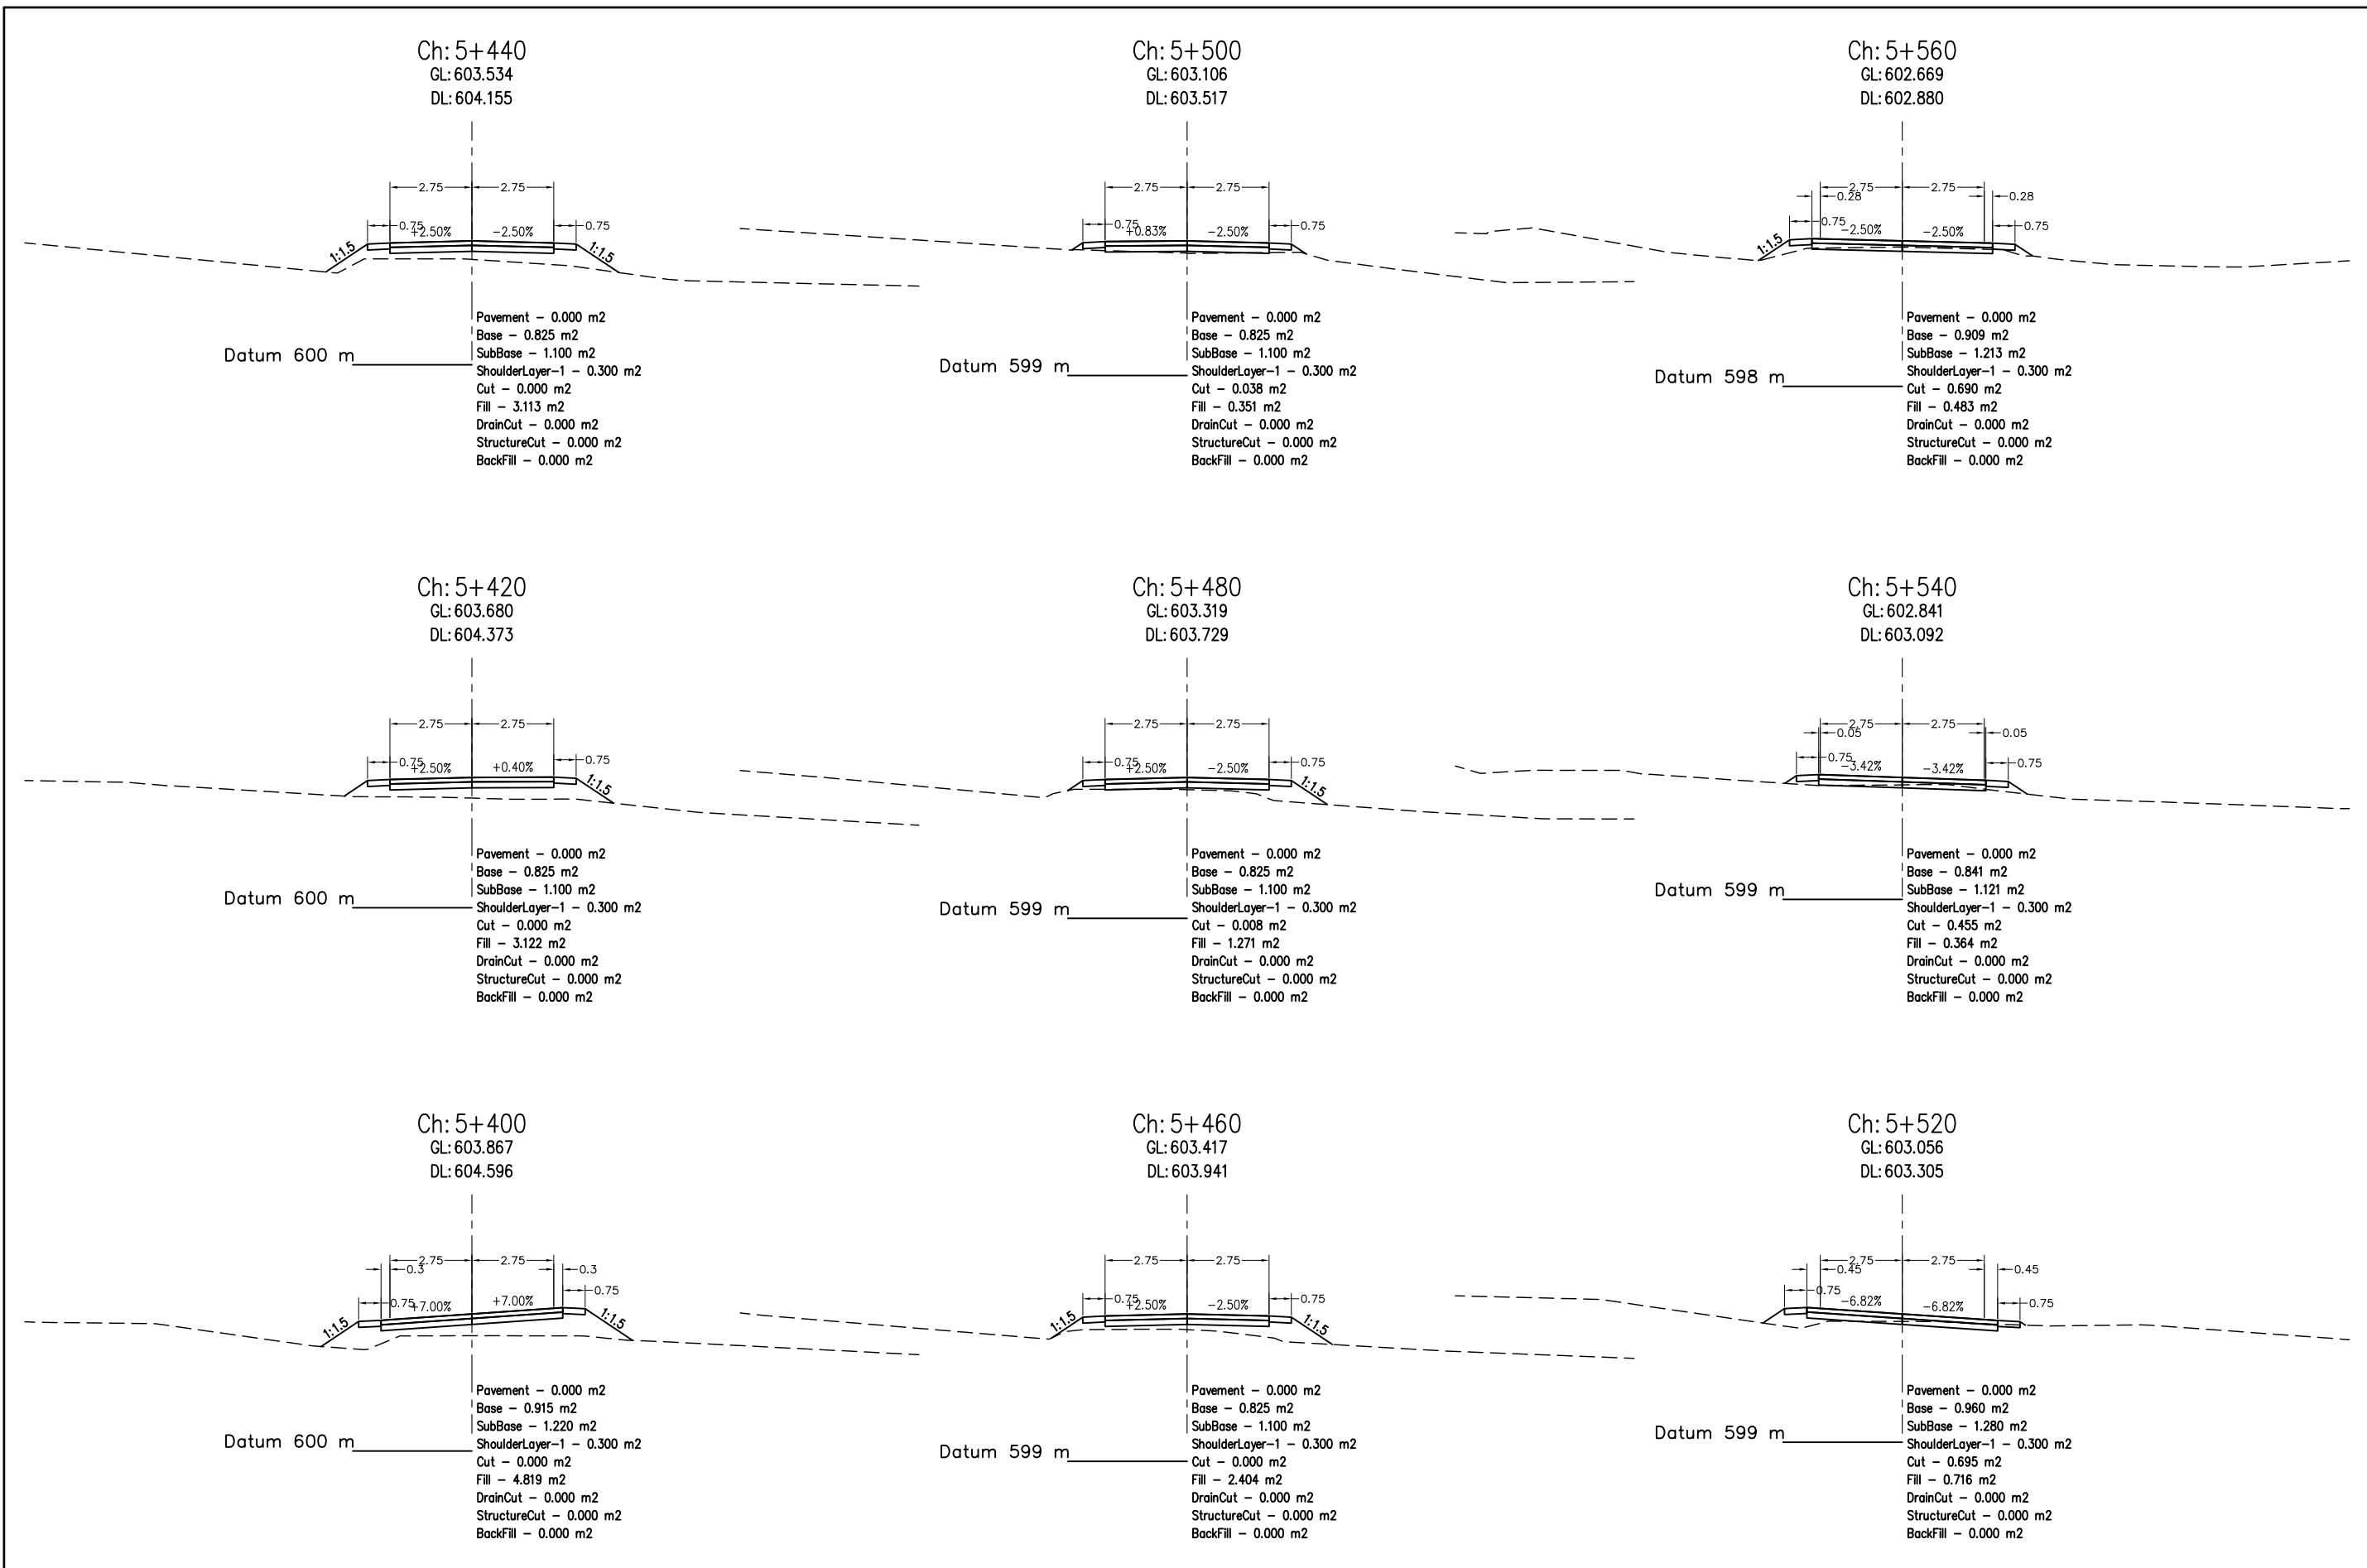 Ch: 5+440
GL: 603.534
DL: 604.155
2.75 2.75
0.75 +2.50% -2.50% 0.75
1:1.5 1:1.5
Datum 600 m
Pavement - 0.000 m2
Base - 0.825 m2
SubBase - 1.100 m2
ShoulderLayer-1 - 0.300 m2
Cut - 0.000 m2
Fill - 3.113 m2
DrainCut - 0.000 m2
StructureCut - 0.000 m2
BackFill - 0.000 m2
Ch: 5+500
GL: 603.106
DL: 603.517
2.75 2.75
0.75 +0.83% -2.50% 0.75
Datum 599 m
Pavement - 0.000 m2
Base - 0.825 m2
SubBase - 1.100 m2
ShoulderLayer-1 - 0.300 m2
Cut - 0.038 m2
Fill - 0.351 m2
DrainCut - 0.000 m2
StructureCut - 0.000 m2
BackFill - 0.000 m2
Ch: 5+560
GL: 602.669
DL: 602.880
2.75 2.75
0.28 0.28
0.75 -2.50% -2.50% 0.75
1:1.5
Datum 598 m
Pavement - 0.000 m2
Base - 0.909 m2
SubBase - 1.213 m2
ShoulderLayer-1 - 0.300 m2
Cut - 0.690 m2
Fill - 0.483 m2
DrainCut - 0.000 m2
StructureCut - 0.000 m2
BackFill - 0.000 m2
Ch: 5+420
GL: 603.680
DL: 604.373
2.75 2.75
0.75 +2.50% +0.40% 0.75
1:1.5
Datum 600 m
Pavement - 0.000 m2
Base - 0.825 m2
SubBase - 1.100 m2
ShoulderLayer-1 - 0.300 m2
Cut - 0.000 m2
Fill - 3.122 m2
DrainCut - 0.000 m2
StructureCut - 0.000 m2
BackFill - 0.000 m2
Ch: 5+480
GL: 603.319
DL: 603.729
2.75 2.75
0.75 +2.50% -2.50% 0.75
1:1.5
Datum 599 m
Pavement - 0.000 m2
Base - 0.825 m2
SubBase - 1.100 m2
ShoulderLayer-1 - 0.300 m2
Cut - 0.008 m2
Fill - 1.271 m2
DrainCut - 0.000 m2
StructureCut - 0.000 m2
BackFill - 0.000 m2
Ch: 5+540
GL: 602.841
DL: 603.092
2.75 2.75
0.05 0.05
0.75 -3.42% -3.42% 0.75
Datum 599 m
Pavement - 0.000 m2
Base - 0.841 m2
SubBase - 1.121 m2
ShoulderLayer-1 - 0.300 m2
Cut - 0.455 m2
Fill - 0.364 m2
DrainCut - 0.000 m2
StructureCut - 0.000 m2
BackFill - 0.000 m2
Ch: 5+400
GL: 603.867
DL: 604.596
2.75 2.75
0.3 0.3
0.75 +7.00% +7.00% 0.75
1:1.5 1:1.5
Datum 600 m
Pavement - 0.000 m2
Base - 0.915 m2
SubBase - 1.220 m2
ShoulderLayer-1 - 0.300 m2
Cut - 0.000 m2
Fill - 4.819 m2
DrainCut - 0.000 m2
StructureCut - 0.000 m2
BackFill - 0.000 m2
Ch: 5+460
GL: 603.417
DL: 603.941
2.75 2.75
0.75 +2.50% -2.50% 0.75
1:1.5 1:1.5
Datum 599 m
Pavement - 0.000 m2
Base - 0.825 m2
SubBase - 1.100 m2
ShoulderLayer-1 - 0.300 m2
Cut - 0.000 m2
Fill - 2.404 m2
DrainCut - 0.000 m2
StructureCut - 0.000 m2
BackFill - 0.000 m2
Ch: 5+520
GL: 603.056
DL: 603.305
2.75 2.75
0.45 0.45
0.75 -6.82% -6.82% 0.75
Datum 599 m
Pavement - 0.000 m2
Base - 0.960 m2
SubBase - 1.280 m2
ShoulderLayer-1 - 0.300 m2
Cut - 0.695 m2
Fill - 0.716 m2
DrainCut - 0.000 m2
StructureCut - 0.000 m2
BackFill - 0.000 m2